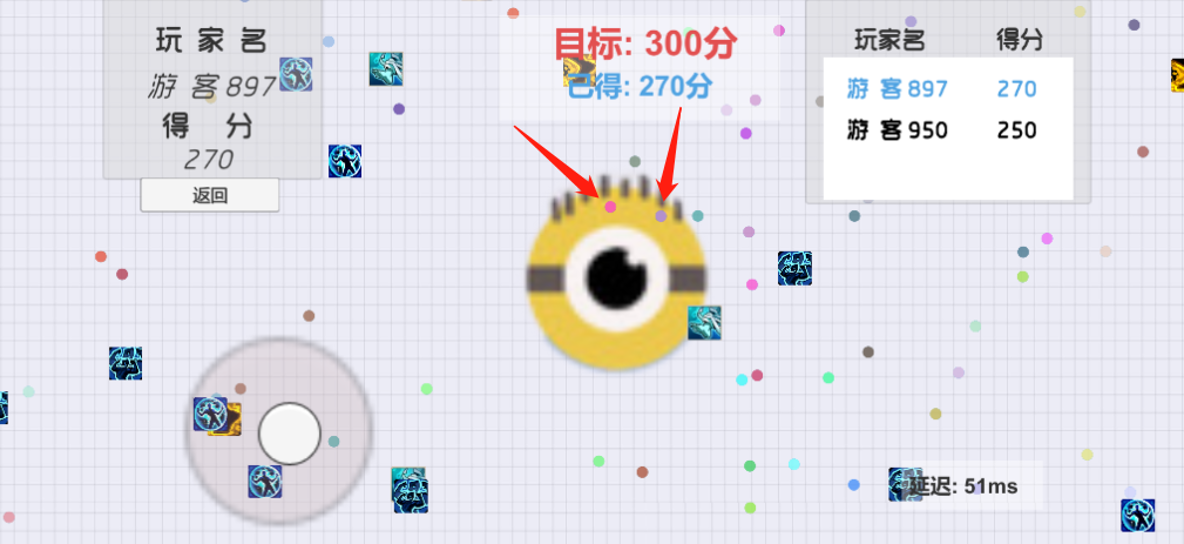 玩 家 名
游 客897
得 分
270
返回
目标: 300分
已得: 270分
玩家名 得分
游 客897 270
游 客950 250
延迟: 51ms